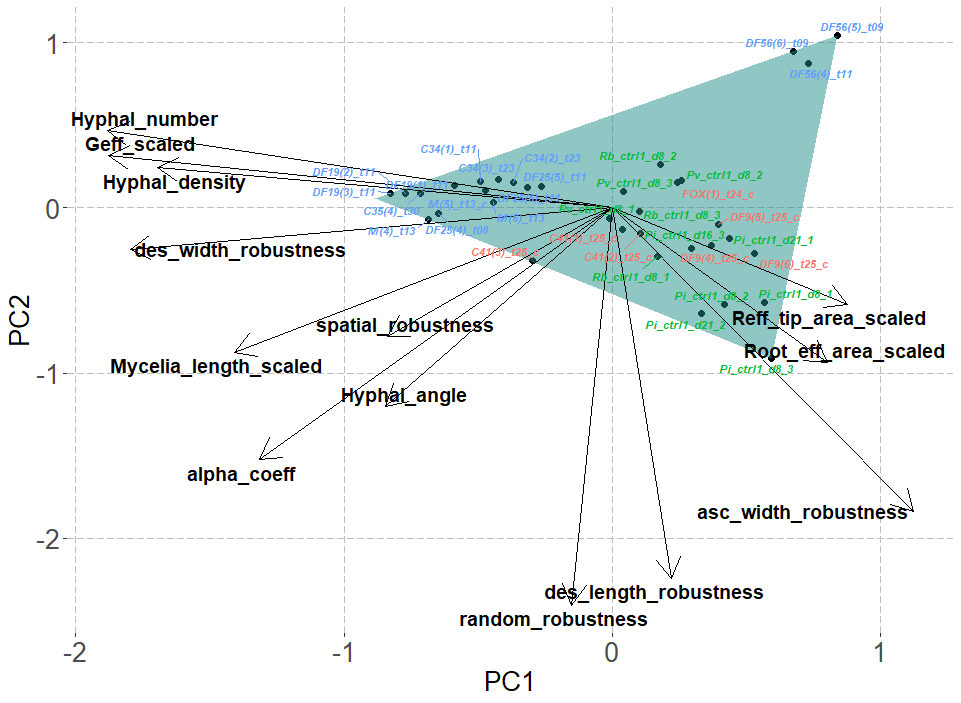 DF56(5)_t09
DF56(6)_t09
DF56(4)_t11
1
Hyphal_number
Geff_scaled
Hyphal_density
C34(1)_t11
C34(2)_t23
C34(3)_t23
DF19(2)_t11
DF25(5)_t11
DF19(3)_t11
C35(4)_t30
M(5)_t13_c
M(4)_t13
DF25(4)_t08
M(6)_t13
Rb_ctrl1_d8_2
Pv_ctrl1_d8_2
Pv_ctrl1_d8_3
FOX(1)_t24_c
0
Rb_ctrl1_d8_3
DF9(5)_t25_c
Pi_ctrl1_d16_3
Pi_ctrl1_d21_1
C41(3)_t25_c
DF9(4)_t25_c
DF9(6)_t25_c
Rb_ctrl1_d8_1
des_width_robustness
Pi_ctrl1_d8_2
Pi_ctrl1_d8_1
Pi_ctrl1_d21_2
Reff_tip_area_scaled
spatial_robustness
Root_eff_area_scaled
Mycelia_length_scaled
Pi_ctrl1_d8_3
-1
Hyphal_angle
alpha_coeff
asc_width_robustness
-2
des_length_robustness
random_robustness
-2
-1
0
1
PC1
PC2